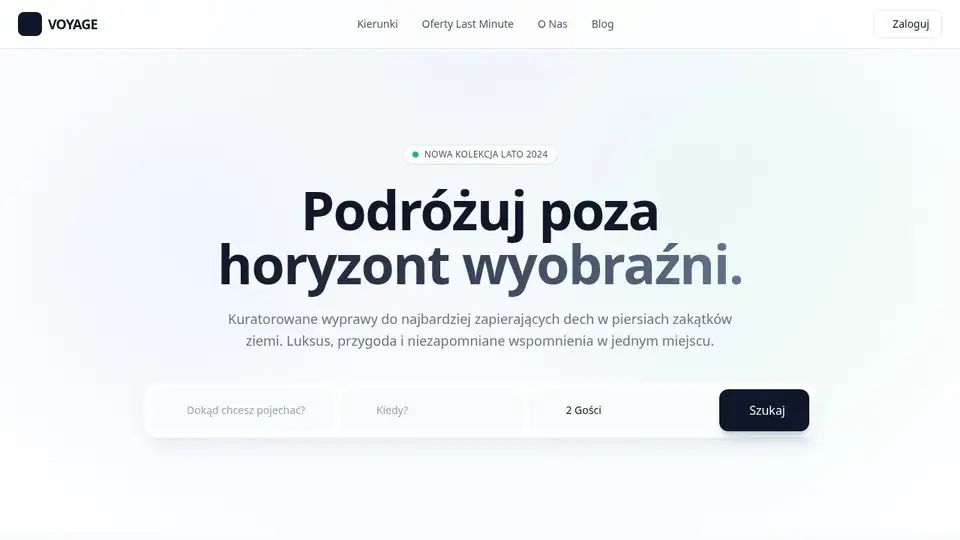 VOYAGE
Kierunki
Oferty Last Minute
O Nas
Blog
Zaloguj
NOWA KOLEKCJA LATO 2024
Podróżuj poza
horyzont wyobraźni.
Kuratorowane wyprawy do najbardziej zapierających dech w piersiach zakątków
ziemi. Luksus, przygoda i niezapomniane wspomnienia w jednym miejscu.
Dokąd chcesz pojechać?
Kiedy?
2 Gości
Szukaj